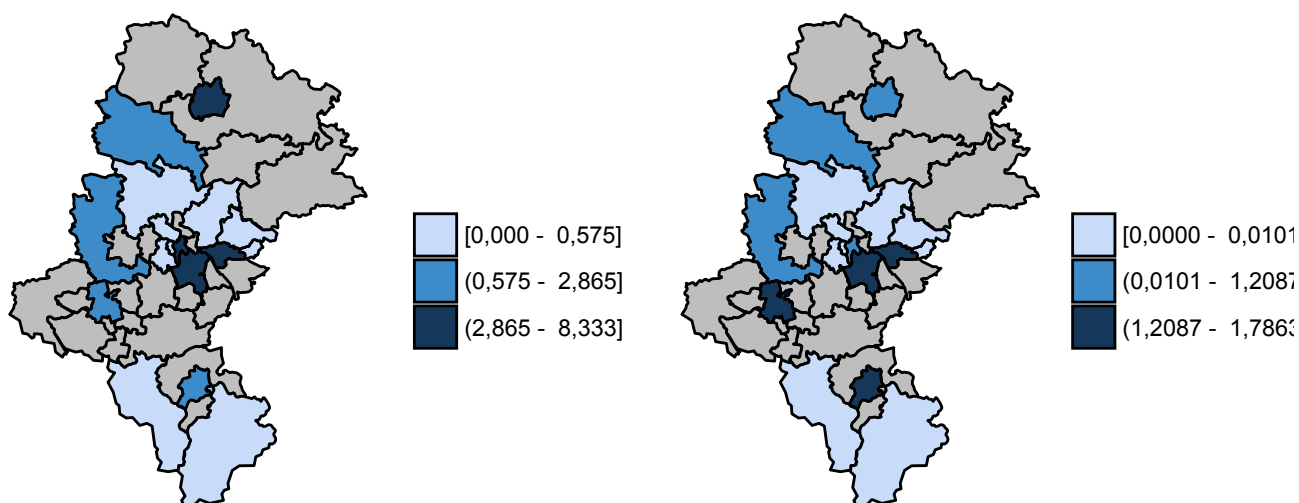 [0,000 - 0,575]
(0,575 - 2,865]
(2,865 - 8,333]
[0,0000 - 0,0101
(0,0101 - 1,2087
(1,2087 - 1,7863